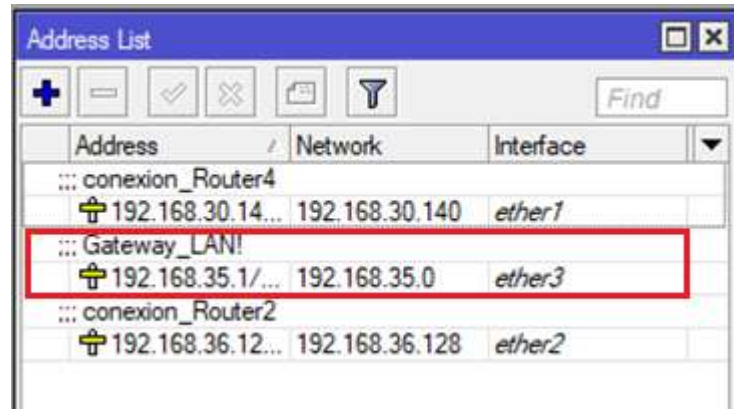 Address List
Find
Address Network Interface
;;; conexion_Router4
192.168.30.14... 192.168.30.140 ether1
;;; Gateway_LAN!
192.168.35.1/... 192.168.35.0 ether3
;;; conexion_Router2
192.168.36.12... 192.168.36.128 ether2